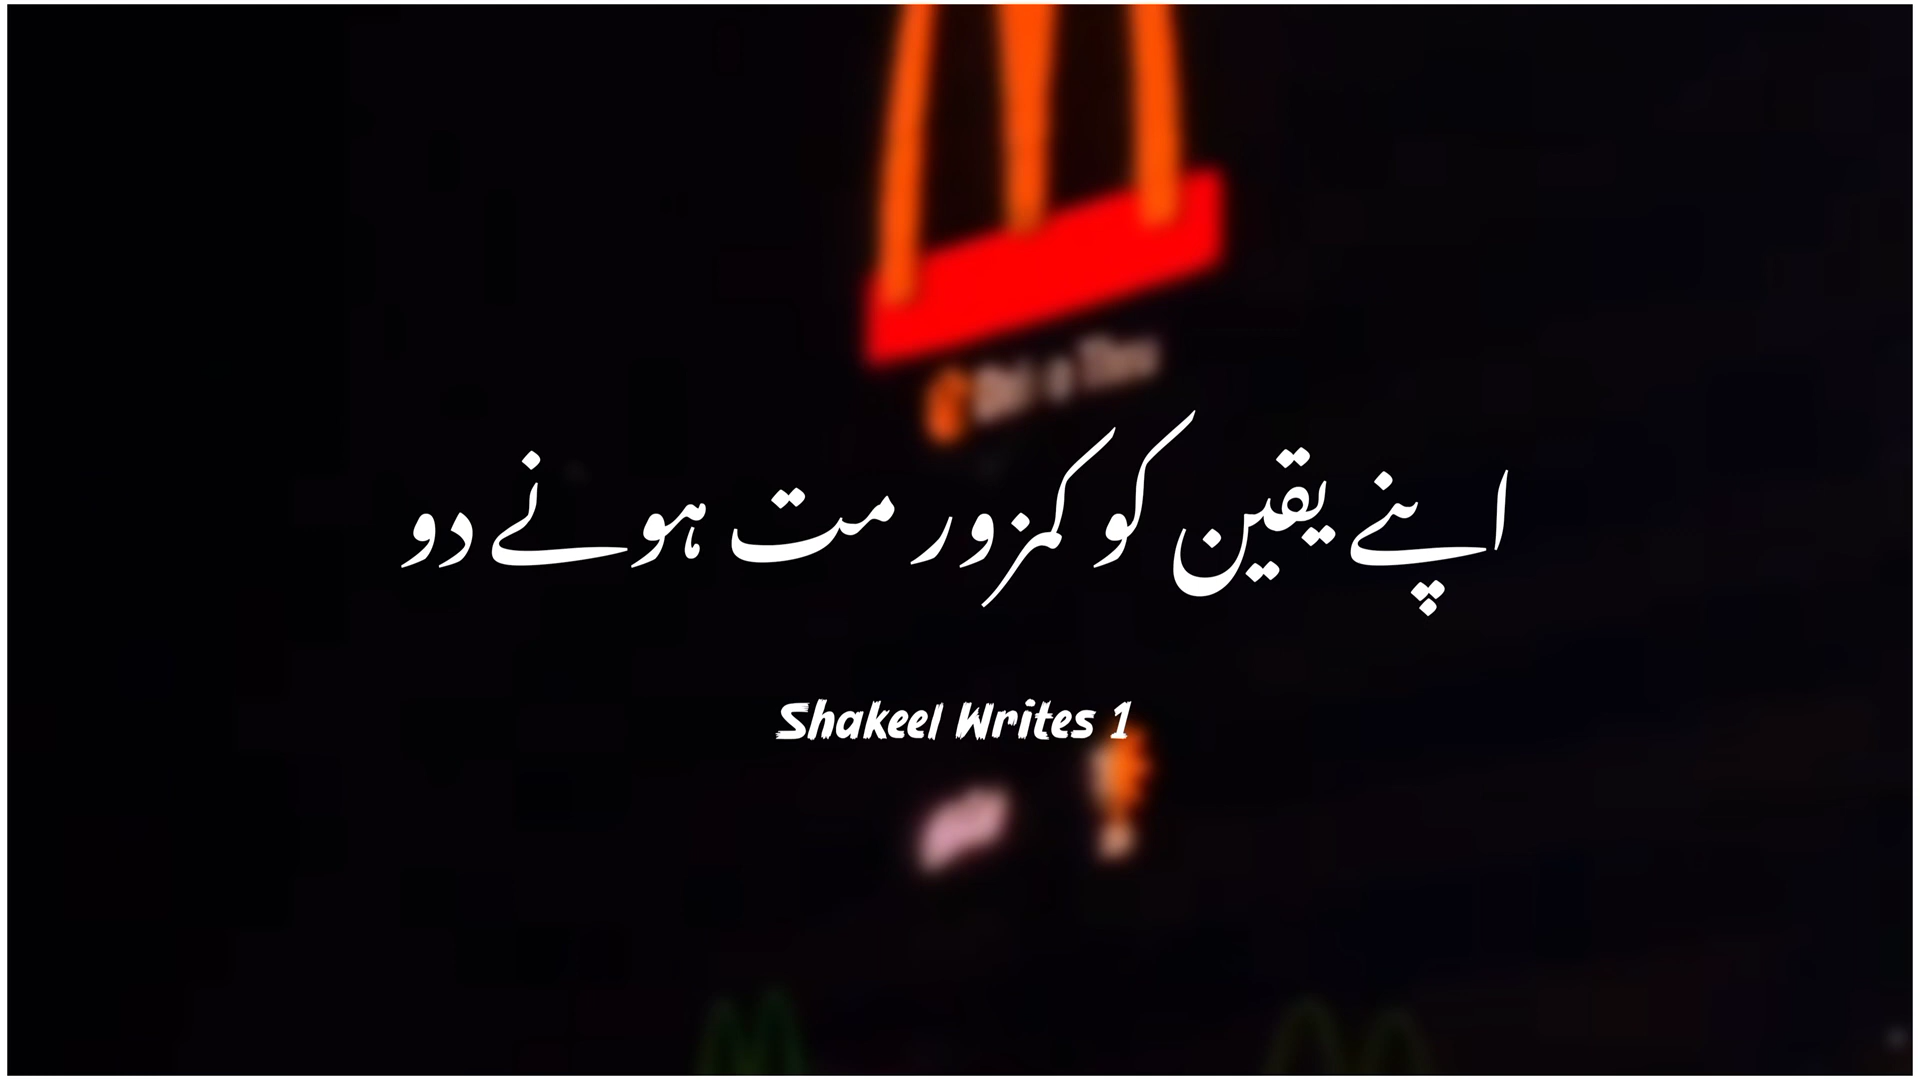 اپنے یقین کو کمزور مت ہونے دو
Shakeel Writes 1